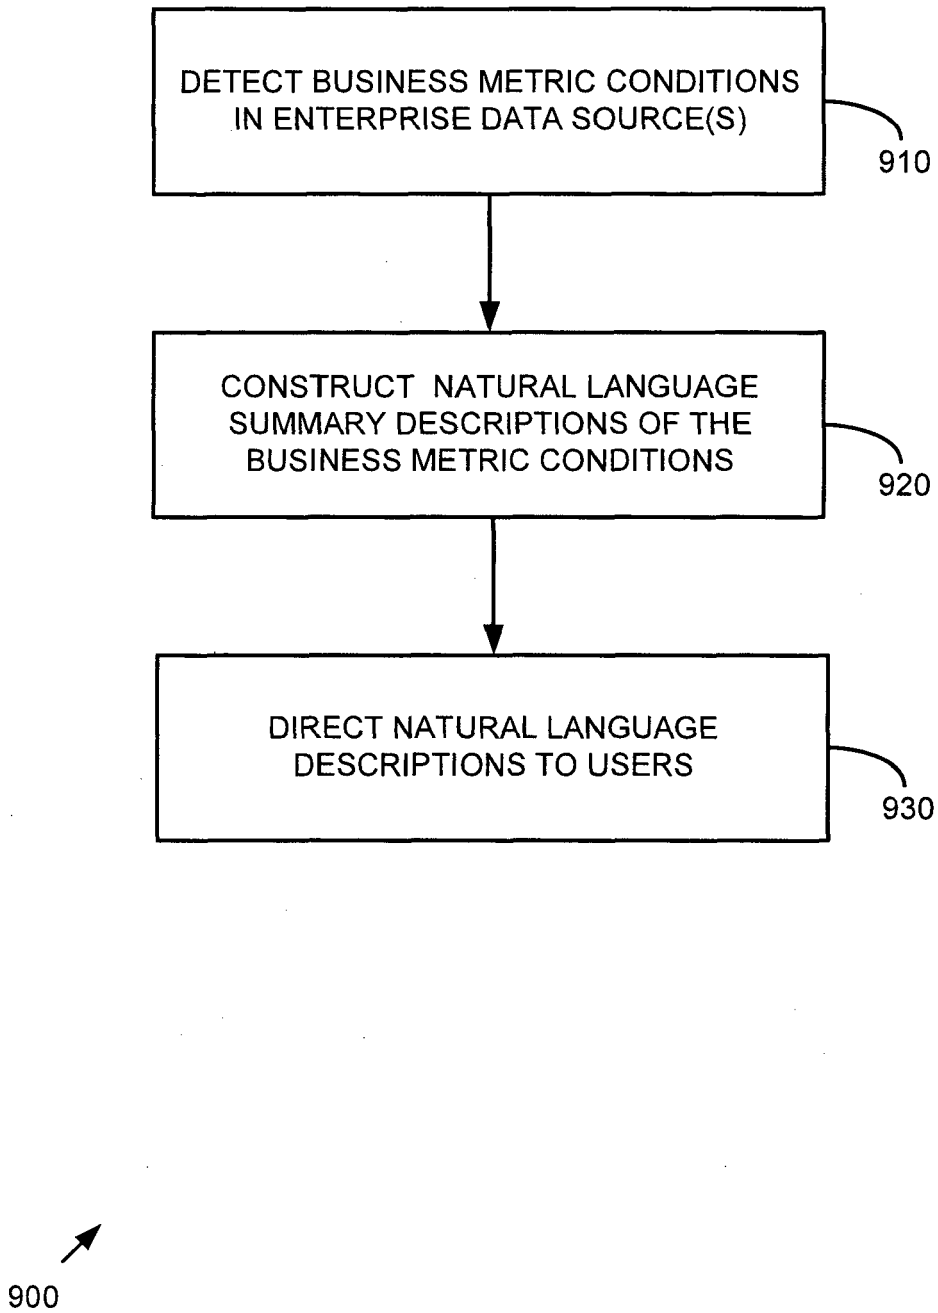 DETECT BUSINESS METRIC CONDITIONS
IN ENTERPRISE DATA SOURCE(S)
910
CONSTRUCT NATURAL LANGUAGE
SUMMARY DESCRIPTIONS OF THE
BUSINESS METRIC CONDITIONS
920
DIRECT NATURAL LANGUAGE
DESCRIPTIONS TO USERS
930
900